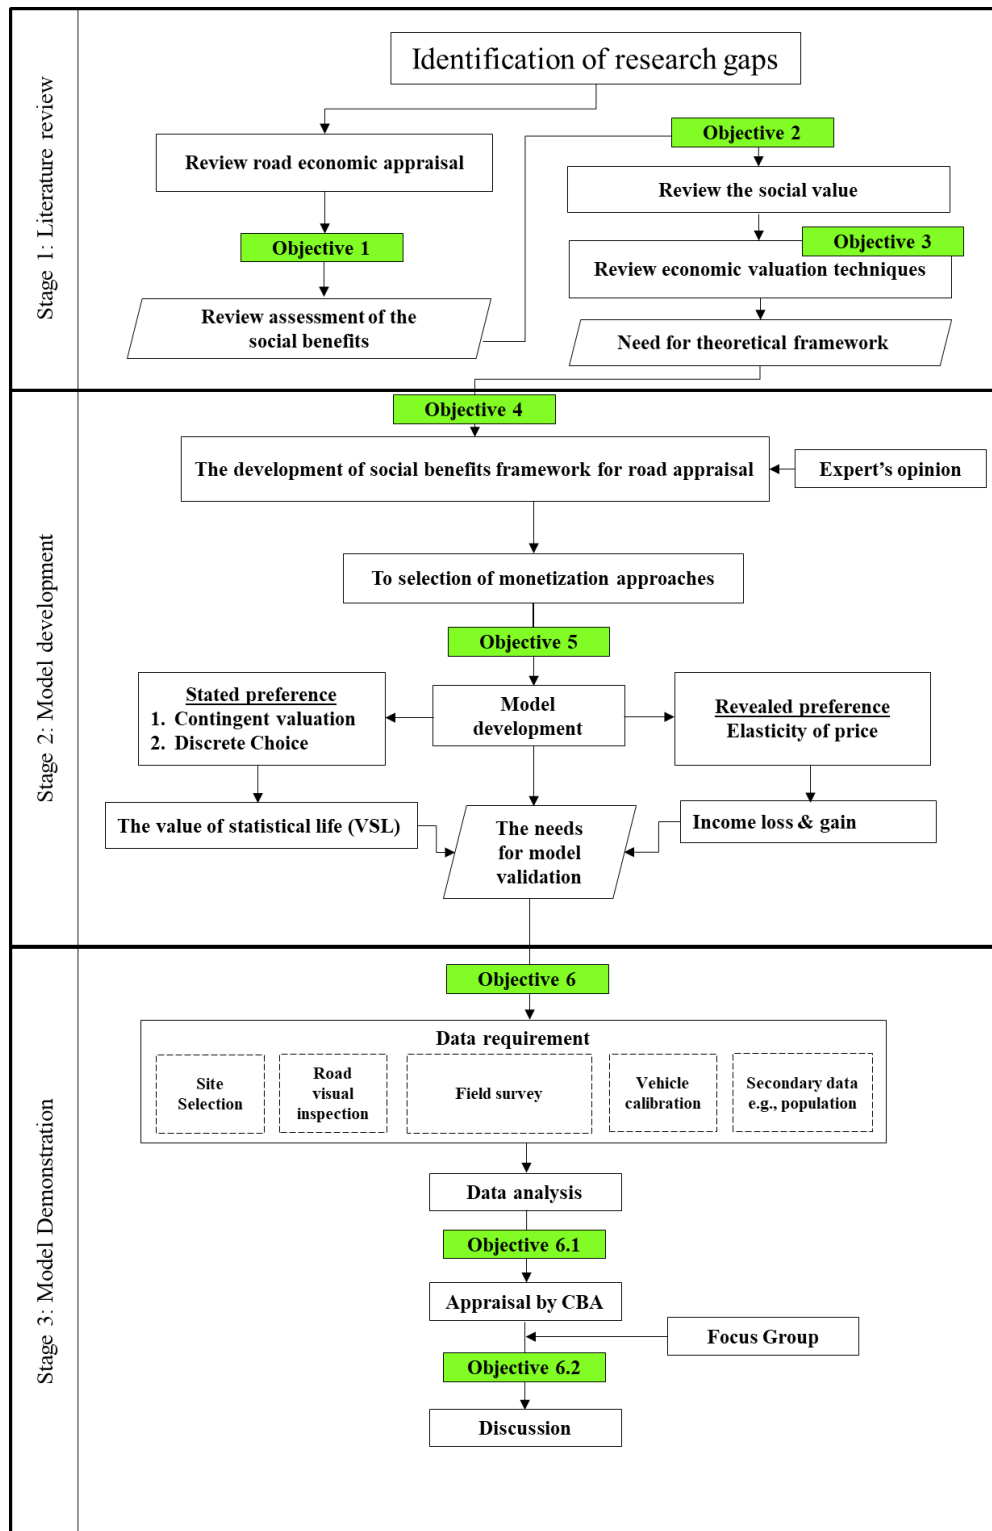 Stage 1: Literature review
Identification of research gaps
Review road economic appraisal
Objective 1
Review assessment of the
social benefits
Objective 2
Review the social value
Objective 3
Review economic valuation techniques
Need for theoretical framework
Stage 2: Model development
Objective 4
The development of social benefits framework for road appraisal
Expert's opinion
To selection of monetization approaches
Objective 5
Stated preference
1. Contingent valuation
2. Discrete Choice
Model
development
Revealed preference
Elasticity of price
The value of statistical life (VSL)
The needs
for model
validation
Income loss & gain
Stage 3: Model Demonstration
Objective 6
Data requirement
Site
Selection
Road
visual
inspection
Field survey
Vehicle
calibration
Secondary data
e.g., population
Data analysis
Objective 6.1
Appraisal by CBA
Focus Group
Objective 6.2
Discussion